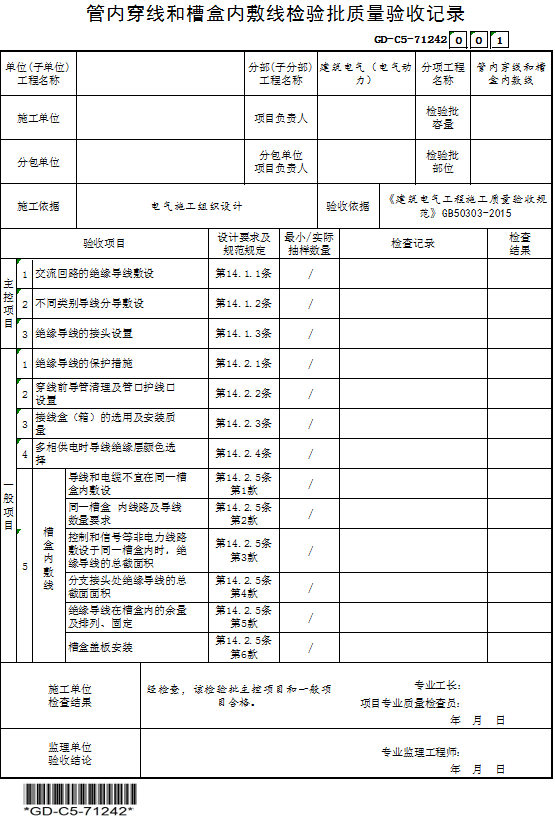 管内穿线和槽盒内敷线检验批质量验收记录
GD-C5-71242 0 0 1
单位(子单位) 分部(子分部) 建筑电气（电气动 分项工程 管内穿线和槽
工程名称 工程名称 力） 名称 盒内敷线
施工单位 项目负责人 检验批
容量
分包单位 分包单位 检验批
项目负责人 部位
施工依据 电气施工组织设计 验收依据 《建筑电气工程施工质量验收规
范》GB50303-2015
验收项目 设计要求及 最小/实际 检查记录 检查
规范规定 抽样数量 结果
主控项目
1 交流回路的绝缘导线敷设 第14.1.1条 /
2 不同类别导线分导敷设 第14.1.2条 /
3 绝缘导线的接头设置 第14.1.3条 /
一般项目
1 绝缘导线的保护措施 第14.2.1条 /
2 穿线前导管清理及管口护线口 第14.2.2条 /
设置
3 接线盒（箱）的选用及安装质 第14.2.3条 /
量
4 多相供电时导线绝缘层颜色选 第14.2.4条 /
择
5 槽盒内敷线
导线和电缆不宜在同一槽 第14.2.5条 /
盒内敷设 第1款
同一槽盒 内线路及导线 第14.2.5条 /
数量要求 第2款
控制和信号等非电力线路 第14.2.5条 /
敷设于同一槽盒内时，绝 第3款
缘导线的总截面积
分支接头处绝缘导线的总 第14.2.5条 /
截面面积 第4款
绝缘导线在槽盒内的余量 第14.2.5条 /
及排列、固定 第5款
槽盒盖板安装 第14.2.5条 /
第6款
施工单位 经检查，该检验批主控项目和一般项 专业工长：
检查结果 目合格。 项目专业质量检查员：
年 月 日
监理单位 专业监理工程师：
验收结论 年 月 日
*GD-C5-71242*